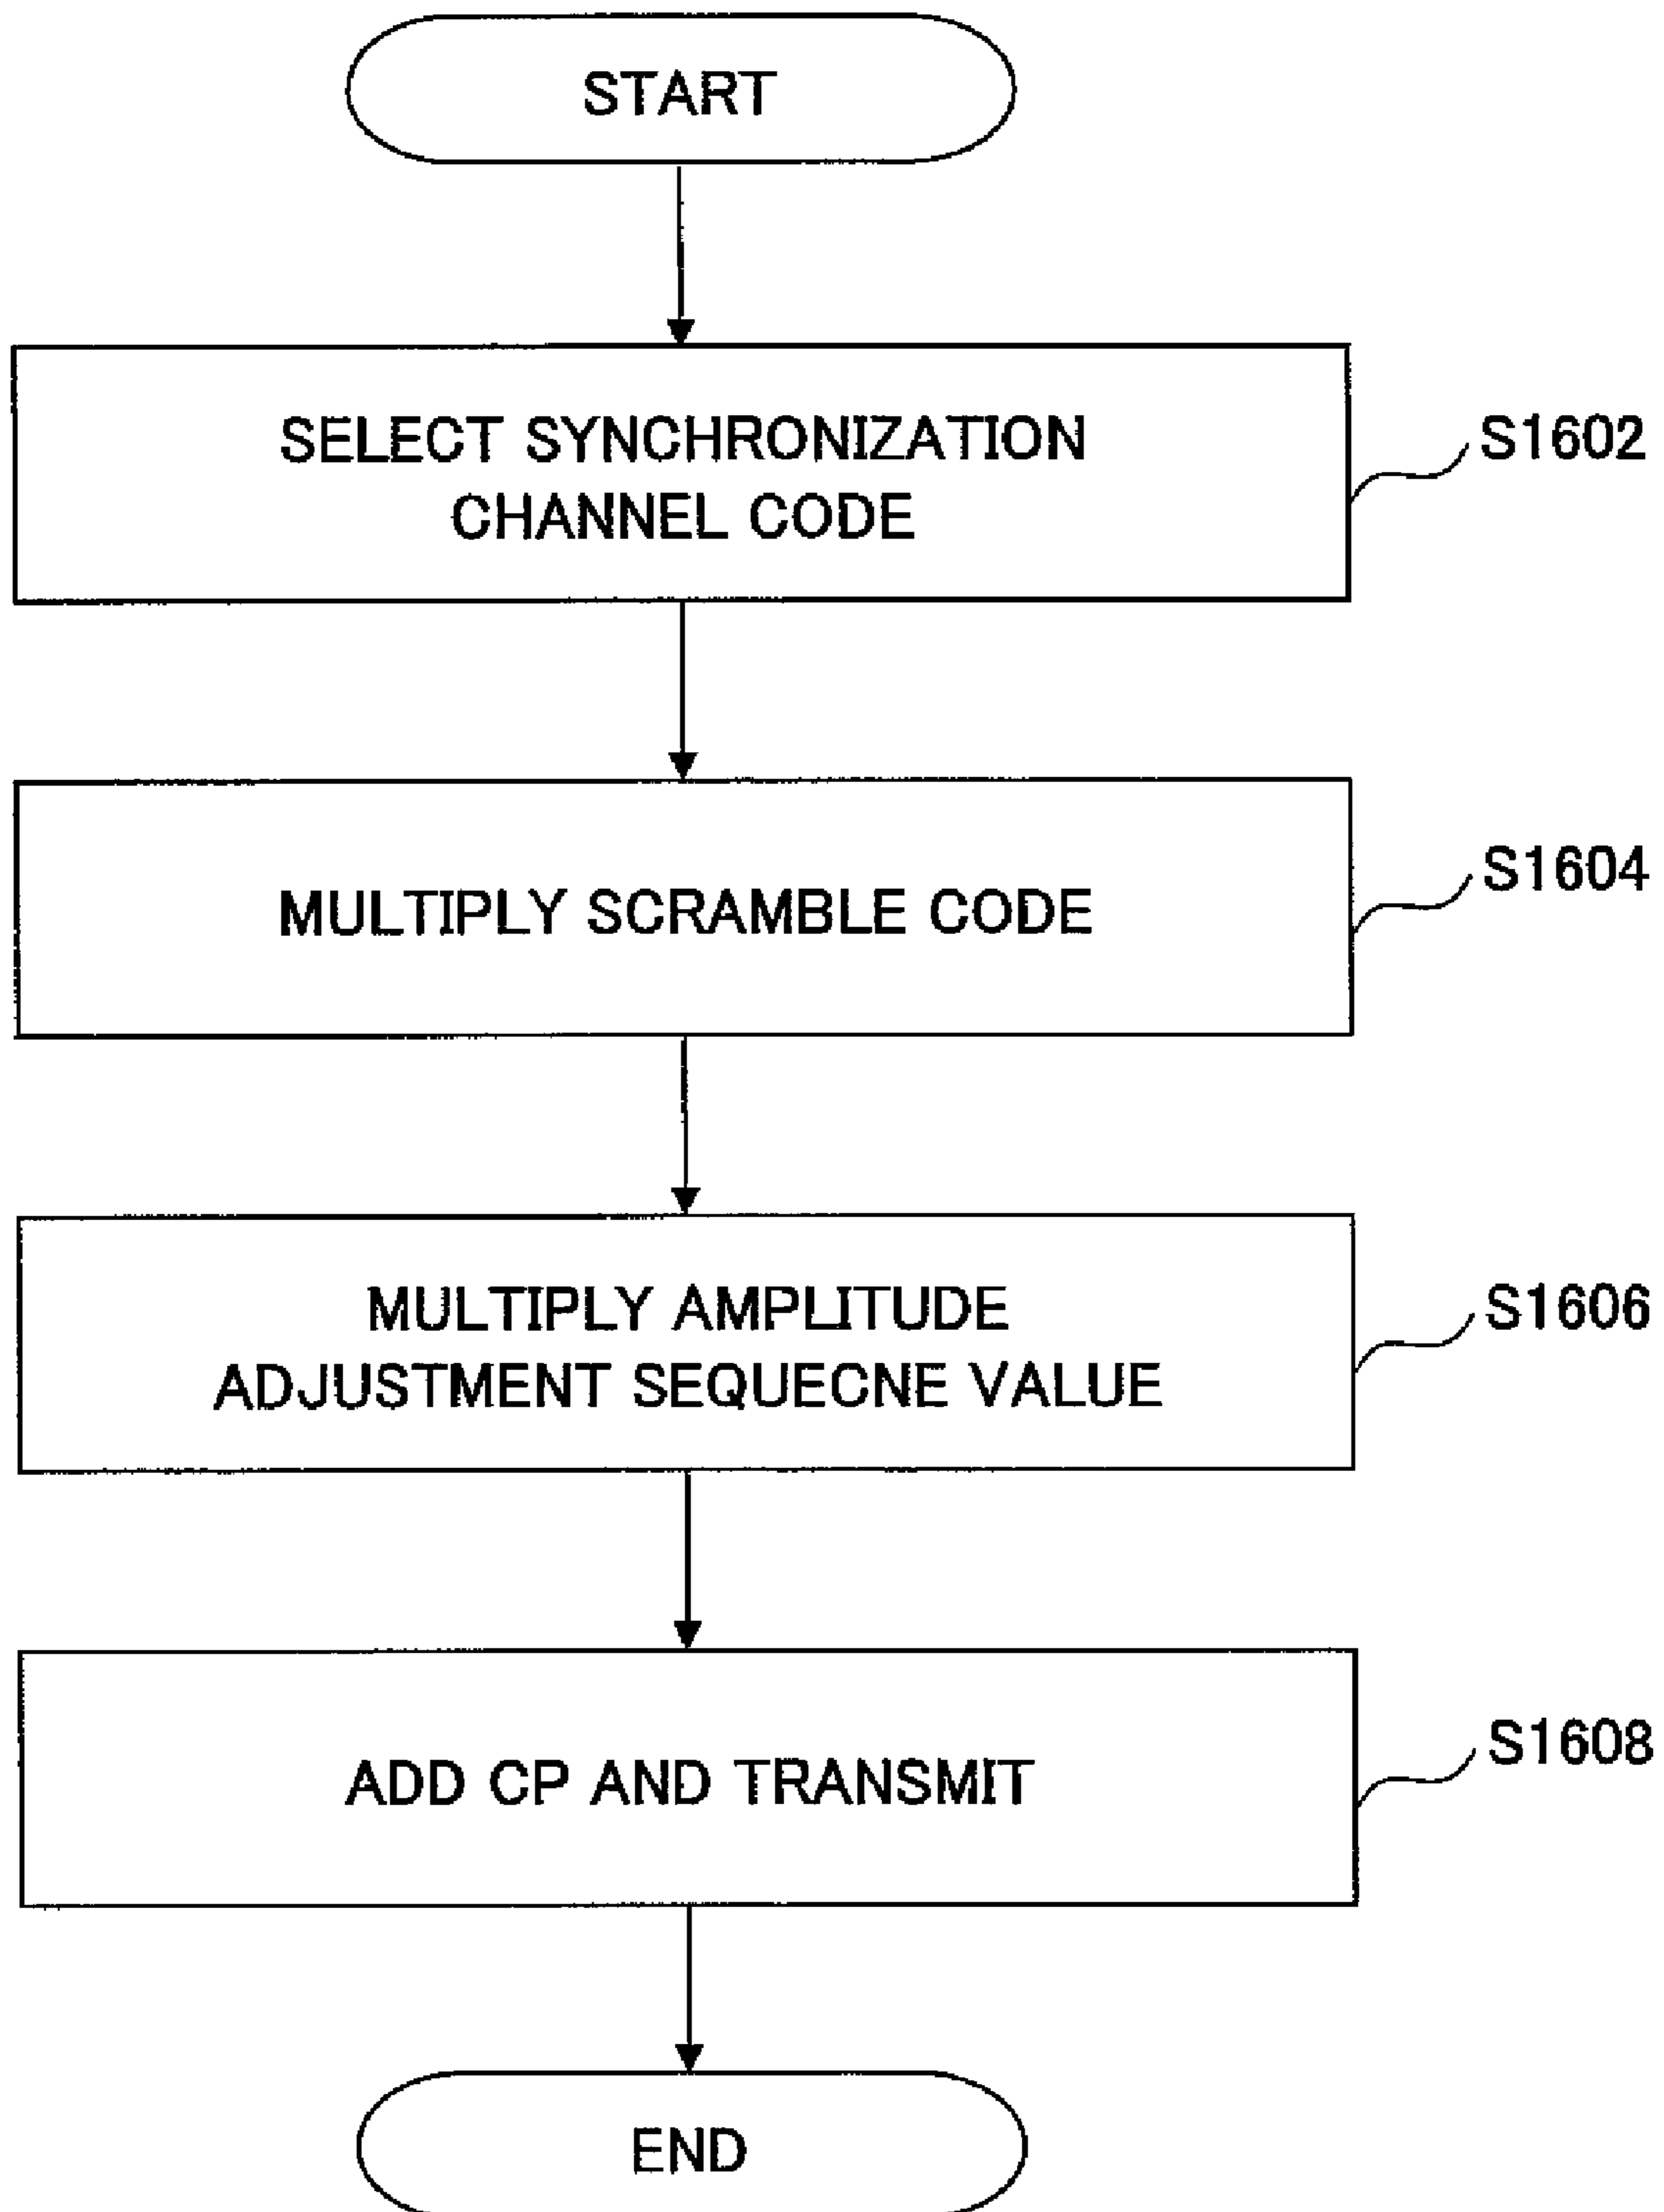 START
SELECT SYNCHRONIZATION
CHANNEL CODE
S1602
MULTIPLY SCRAMBLE CODE
S1604
MULTIPLY AMPLITUDE
ADJUSTMENT SEQUECNE VALUE
S1606
ADD CP AND TRANSMIT
S1608
END